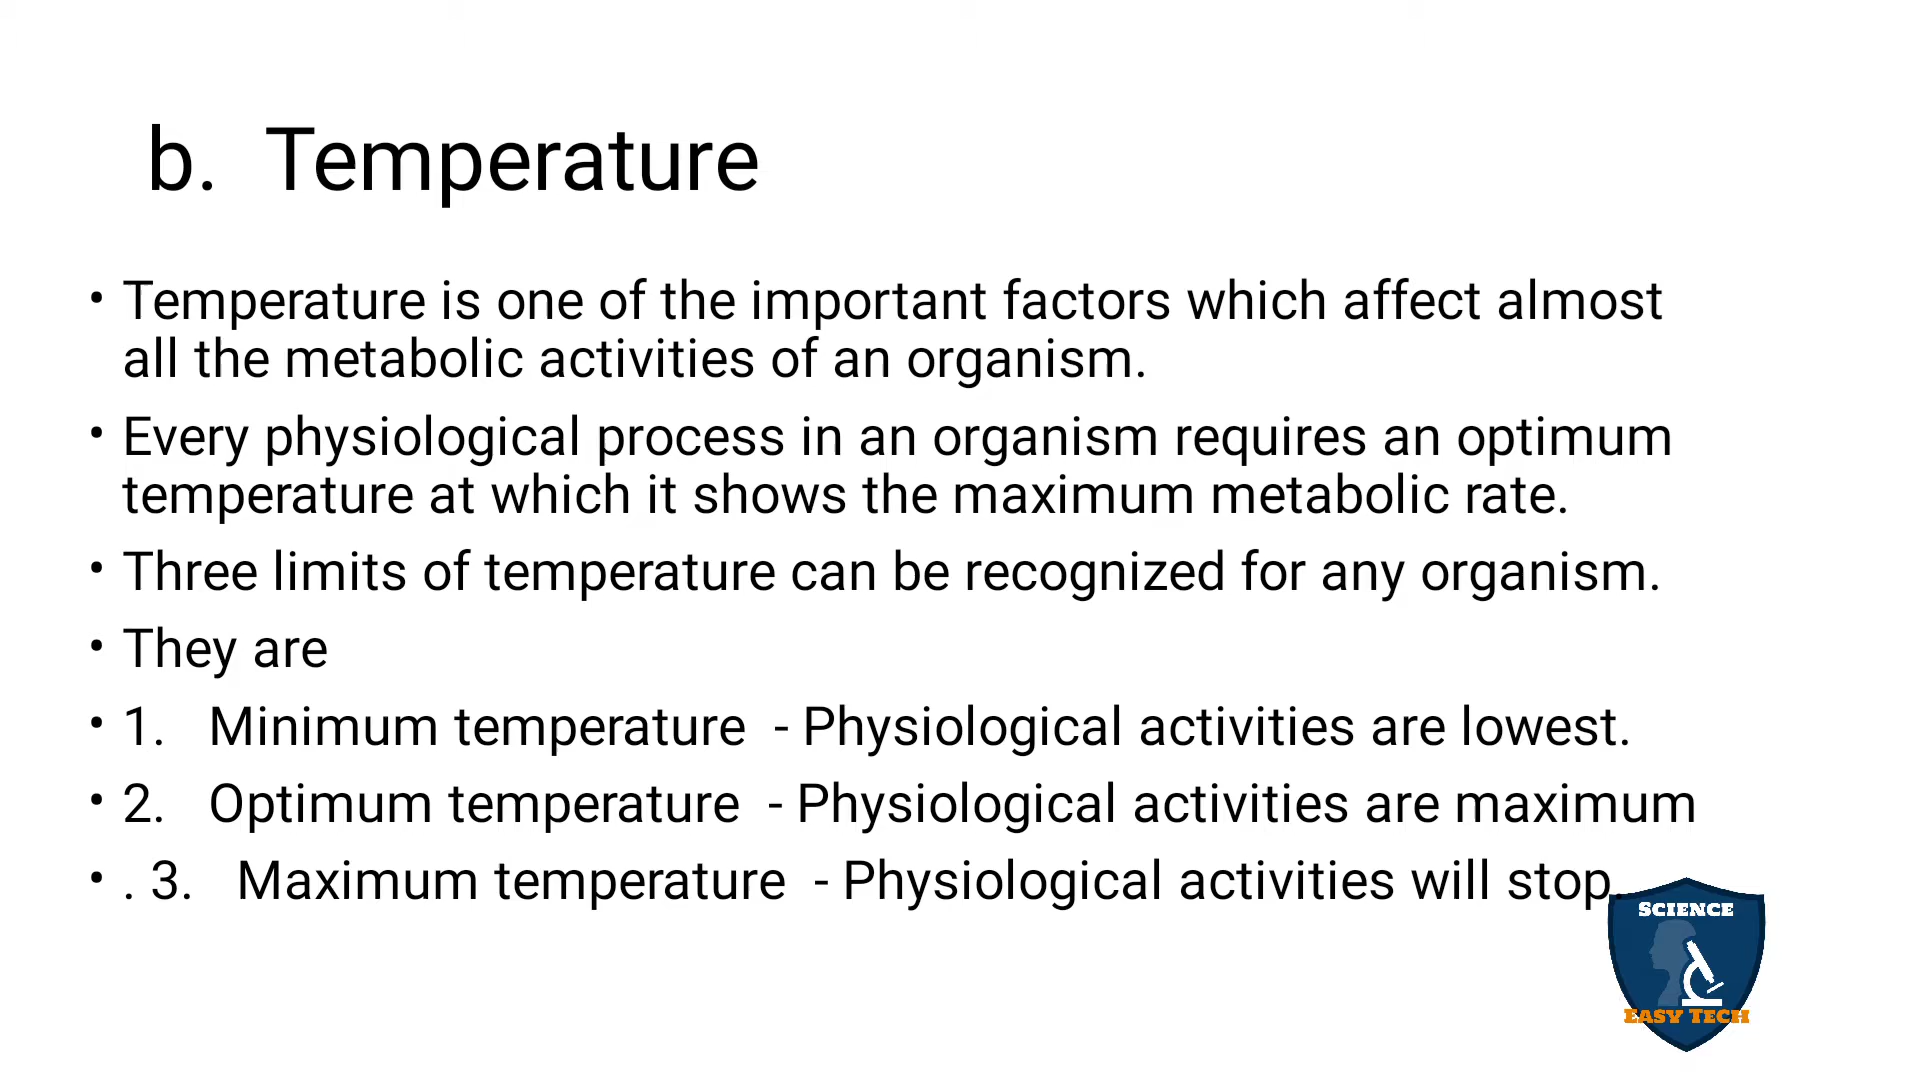 b. Temperature
• Temperature is one of the important factors which affect almost
all the metabolic activities of an organism.
• Every physiological process in an organism requires an optimum
temperature at which it shows the maximum metabolic rate.
• Three limits of temperature can be recognized for any organism.
• They are
• 1. Minimum temperature - Physiological activities are lowest.
• 2. Optimum temperature - Physiological activities are maximum
• . 3. Maximum temperature - Physiological activities will stop.
SCIENCE
EASY TECH